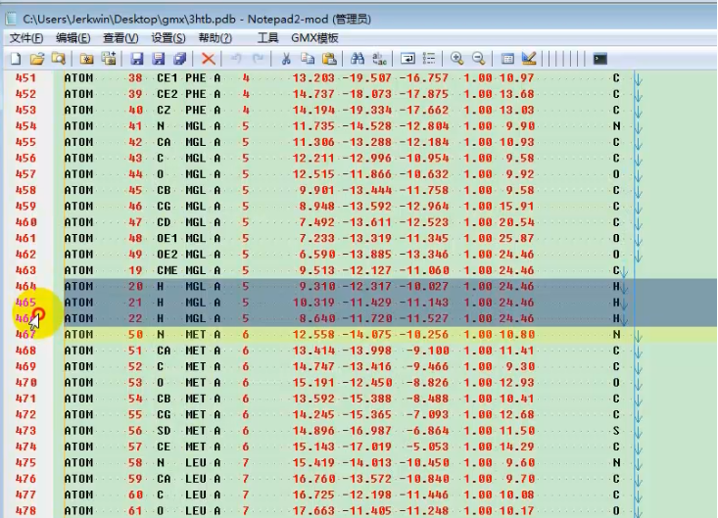 C:\Users\Jerkwin\Desktop\gmx\3htb.pdb - Notepad2-mod (管理员)
文件(F) 编辑(E) 查看(V) 设置(S) 帮助(?) 工具 GMX模板
451 ATOM 38 CE1 PHE A 4 13.203 -19.507 -16.757 1.00 10.97 C
452 ATOM 39 CE2 PHE A 4 14.737 -18.073 -17.875 1.00 13.68 C
453 ATOM 40 CZ PHE A 4 14.194 -19.334 -17.662 1.00 13.03 C
454 ATOM 41 N MGL A 5 11.735 -14.528 -12.804 1.00 9.90 N
455 ATOM 42 CA MGL A 5 11.306 -13.288 -12.184 1.00 10.93 C
456 ATOM 43 C MGL A 5 12.211 -12.996 -10.954 1.00 9.58 C
457 ATOM 44 O MGL A 5 12.515 -11.866 -10.632 1.00 9.92 O
458 ATOM 45 CB MGL A 5 9.901 -13.444 -11.758 1.00 9.58 C
459 ATOM 46 CG MGL A 5 8.948 -13.592 -12.964 1.00 15.91 C
460 ATOM 47 CD MGL A 5 7.492 -13.611 -12.523 1.00 20.54 C
461 ATOM 48 OE1 MGL A 5 7.233 -13.319 -11.345 1.00 25.87 O
462 ATOM 49 OE2 MGL A 5 6.590 -13.885 -13.346 1.00 24.46 O
463 ATOM 19 CME MGL A 5 9.513 -12.127 -11.060 1.00 24.46 C
464 ATOM 20 H MGL A 5 9.310 -12.317 -10.027 1.00 24.46 H
465 ATOM 21 H MGL A 5 10.319 -11.429 -11.143 1.00 24.46 H
ATOM 22 H MGL A 5 8.640 -11.720 -11.527 1.00 24.46 H
467 ATOM 50 N MET A 6 12.558 -14.075 -10.256 1.00 10.80 N
468 ATOM 51 CA MET A 6 13.414 -13.998 -9.100 1.00 11.41 C
469 ATOM 52 C MET A 6 14.747 -13.416 -9.466 1.00 9.30 C
470 ATOM 53 O MET A 6 15.191 -12.450 -8.826 1.00 10.93 O
471 ATOM 54 CB MET A 6 13.592 -15.388 -8.488 1.00 10.41 C
472 ATOM 55 CG MET A 6 14.245 -15.365 -7.093 1.00 12.68 C
473 ATOM 56 SD MET A 6 14.896 -16.987 -6.864 1.00 11.50 S
474 ATOM 57 CE MET A 6 15.143 -17.019 -5.053 1.00 14.29 C
475 ATOM 58 N LEU A 7 15.419 -14.013 -10.450 1.00 9.60 N
476 ATOM 59 CA LEU A 7 16.760 -13.572 -10.840 1.00 9.70 C
477 ATOM 60 C LEU A 7 16.725 -12.198 -11.446 1.00 10.08 C
478 ATOM 61 O LEU A 7 17.663 -11.405 -11.248 1.00 10.17 O